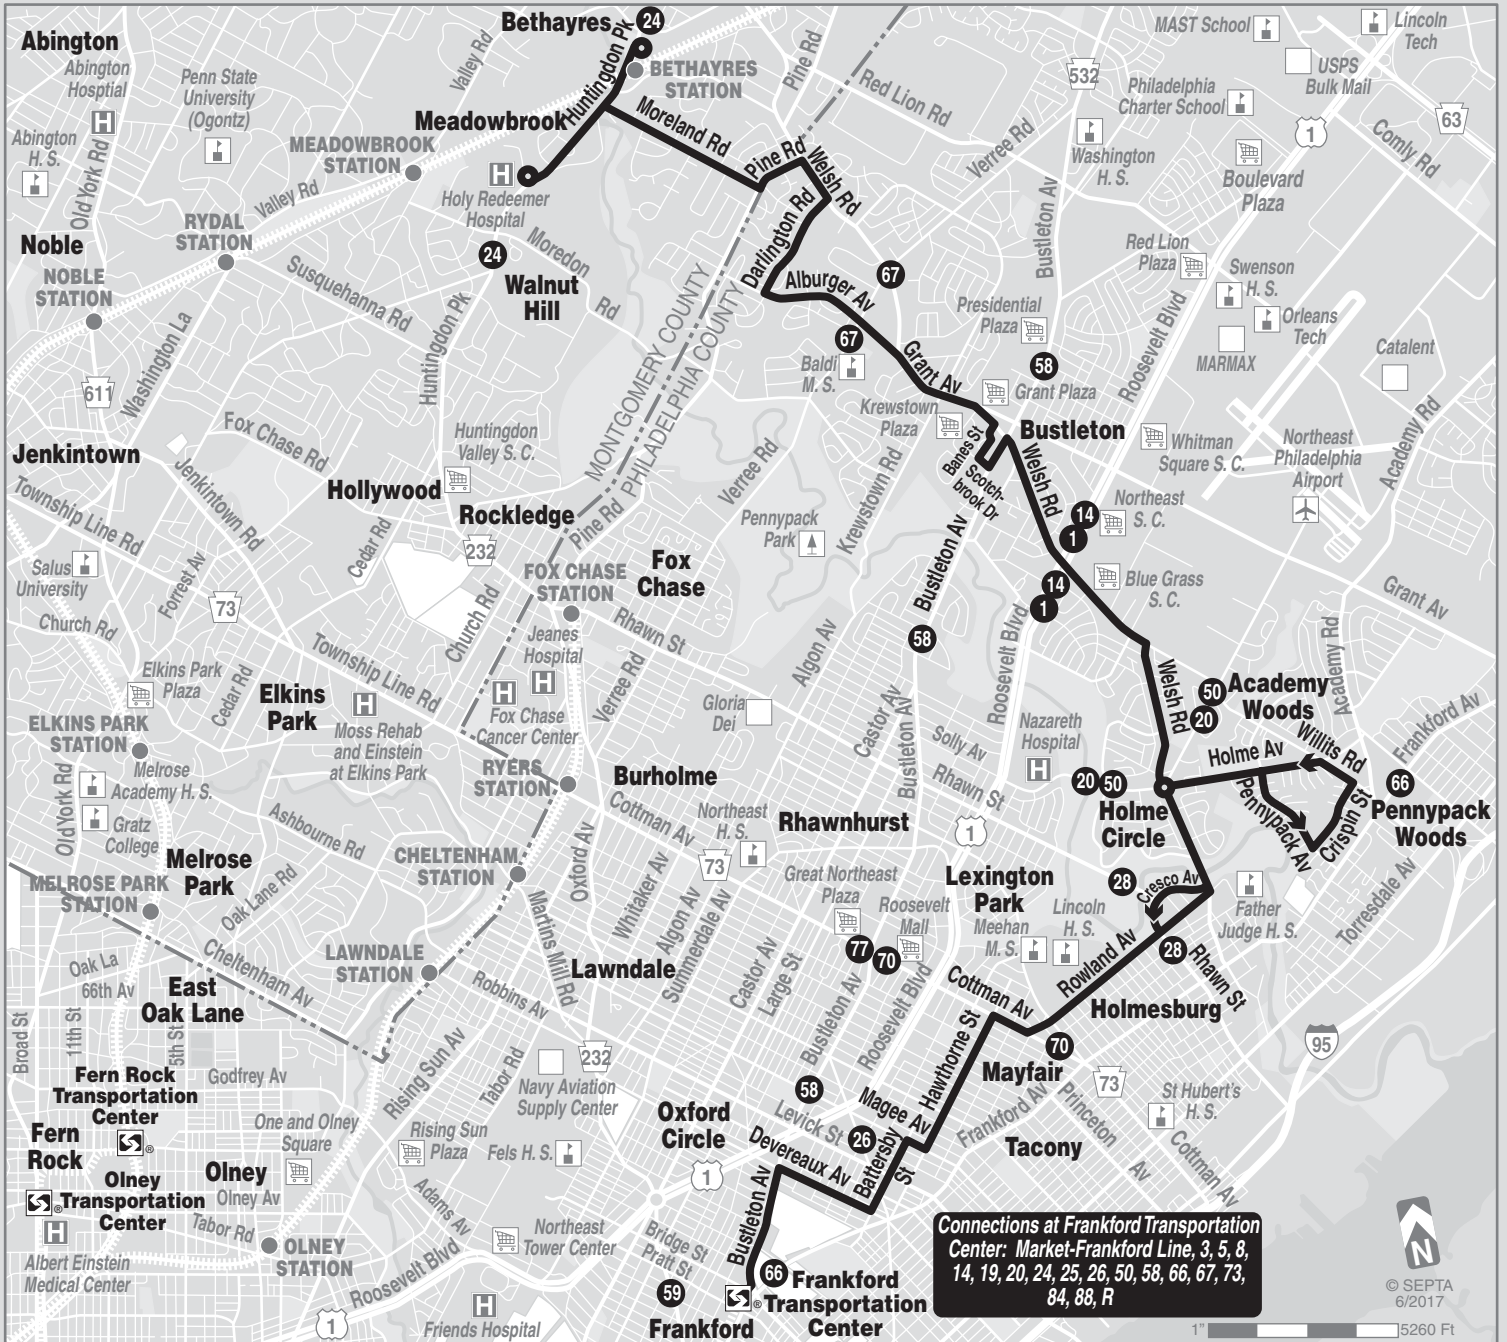 Bethayres
24
Huntingdon Pk
BETHAYRES
STATION
Abington
Abington
Hosptial
H
Penn State
University
(Ogontz)
Valley Rd
Pine Rd
Red Lion Rd
532
MAST School
Lincoln
Tech
USPS
Bulk Mail
Philadelphia
Charter School
1
63
Comly Rd
Abington
H. S.
Old York Rd
Meadowbrook
MEADOWBROOK
STATION
Moreland Rd
Pine Rd
Welsh Rd
Verree Rd
Washington
H. S.
Boulevard
Plaza
Valley Rd
H
Holy Redeemer
Hospital
Darlington Rd
Bustleton Av
RYDAL
STATION
Noble
NOBLE
STATION
24
Moredon
Rd
Walnut
Hill
Susquehanna Rd
Huntingdon Pk
Alburger Av
67
Red Lion
Plaza
Swenson
H. S.
Orleans
Tech
MARMAX
Presidential
Plaza
Roosevelt Blvd
MONTGOMERY COUNTY
PHILADELPHIA COUNTY
67
Baldi
M. S.
Grant Av
58
Grant Plaza
Catalent
Washington La
611
Krewstown
Plaza
Bustleton
Fox Chase Rd
Huntingdon
Valley S. C.
Jenkintown
Jenkintown Rd
Township Line Rd
Hollywood
Rockledge
Verree Rd
Krewstown Rd
Banes St
Scotch-
brook Dr
Welsh Rd
Whitman
Square S. C.
Northeast
Philadelphia
Airport
Academy Rd
Pine Rd
Pennypack
Park
14
1
Northeast
S. C.
Cedar Rd
232
Bustleton Av
Salus
University
Forrest Av
73
FOX CHASE
STATION
Fox
Chase
14
1
Blue Grass
S. C.
Grant Av
Church Rd
Church Rd
Rhawn St
Jeanes
Hospital
H
Algon Av
58
Roosevelt Blvd
Academy Rd
Township Line Rd
Elkins Park
Plaza
Cedar Rd
Elkins
Park
H
Moss Rehab
and Einstein
at Elkins Park
H
Fox Chase
Cancer Center
Verree Rd
Gloria
Dei
Castor Av
Bustleton Av
Solly Av
Nazareth
Hospital
H
Welsh Rd
50
20
Academy
Woods
Frankford Av
ELKINS PARK
STATION
RYERS
STATION
Burholme
Holme Av
Willits Rd
Old York Rd
Melrose
Academy H. S.
Gratz
College
Ashbourne Rd
Cottman Av
Northeast
H. S.
Rhawnhurst
Rhawn St
1
20
50
Holme
Circle
Pennypack Av
Crispin St
66
Pennypack
Woods
Melrose
Park
CHELTENHAM
STATION
Oxford Av
73
MELROSE PARK
STATION
Oak Lane Rd
Martins Mill Rd
Whitaker Av
Algon Av
Summerdale Av
Great Northeast
Plaza
Roosevelt
Mall
Lexington
Park
28
Cresco Av
Father
Judge H. S.
Torresdale Av
Meehan
M. S.
Lincoln
H. S.
Cheltenham Av
LAWNDALE
STATION
Lawndale
77
70
Rowland Av
28
Rhawn St
Oak La
66th Av
East
Oak Lane
Robbins Av
Castor Av
Large St
Bustleton Av
Roosevelt Blvd
Cottman Av
Holmesburg
Broad St
11th St
5th St
Rising Sun Av
Hawthorne St
95
Fern Rock
Transportation
Center
Godfrey Av
Tabor Rd
232
Navy Aviation
Supply Center
70
Mayfair
73
St Hubert's
H. S.
58
Magee Av
Frankford Av
Princeton
Av
Cottman Av
Fern
Rock
One and Olney
Square
Rising Sun
Plaza
Fels H. S.
Oxford
Circle
Levick St
26
Tacony
Olney
Olney
Transportation
Center
Olney Av
Devereaux Av
Battersby
St
1
Adams Av
H
Tabor Rd
OLNEY
STATION
Northeast
Tower Center
Bridge St
Pratt St
Bustleton Av
Connections at Frankford Transportation
Center: Market-Frankford Line, 3, 5, 8,
14, 19, 20, 24, 25, 26, 50, 58, 66, 67, 73,
84, 88, R
N
Albert Einstein
Medical Center
Roosevelt Blvd
1
H
Friends Hospital
59
Frankford
66
Frankford
Transportation
Center
© SEPTA
6/2017
1" 5260 Ft